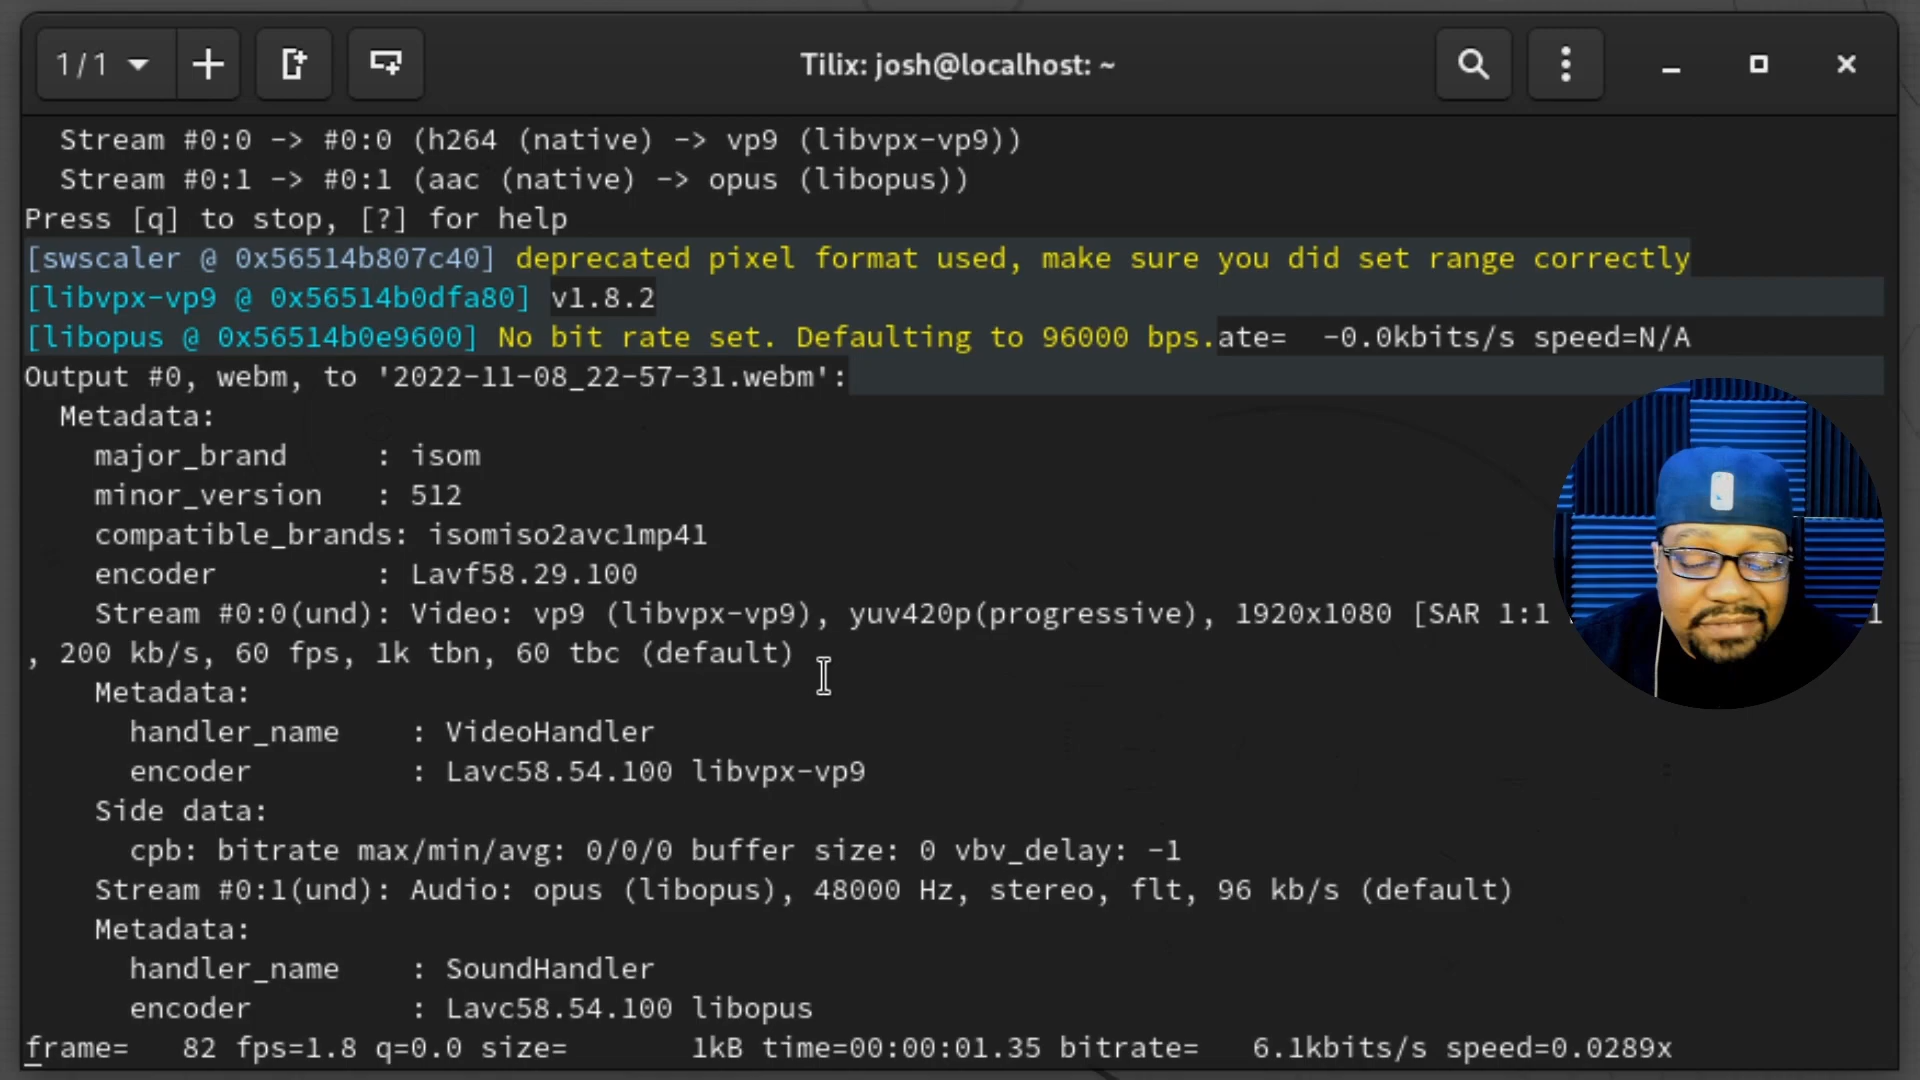 1/1
Tilix: josh@localhost: ~
Stream #0:0 -> #0:0 (h264 (native) -> vp9 (libvpx-vp9))
Stream #0:1 -> #0:1 (aac (native) -> opus (libopus))
Press [q] to stop, [?] for help
[swscaler @ 0x56514b807c40] deprecated pixel format used, make sure you did set range correctly
[libvpx-vp9 @ 0x56514b0dfa80] v1.8.2
[libopus @ 0x56514b0e9600] No bit rate set. Defaulting to 96000 bps.ate=  -0.0kbits/s speed=N/A
Output #0, webm, to '2022-11-08_22-57-31.webm':
Metadata:
major_brand     : isom
minor_version   : 512
compatible_brands: isomiso2avc1mp41
encoder         : Lavf58.29.100
Stream #0:0(und): Video: vp9 (libvpx-vp9), yuv420p(progressive), 1920x1080 [SAR 1:1 1
, 200 kb/s, 60 fps, 1k tbn, 60 tbc (default)
Metadata:
handler_name    : VideoHandler
encoder         : Lavc58.54.100 libvpx-vp9
Side data:
cpb: bitrate max/min/avg: 0/0/0 buffer size: 0 vbv_delay: -1
Stream #0:1(und): Audio: opus (libopus), 48000 Hz, stereo, flt, 96 kb/s (default)
Metadata:
handler_name    : SoundHandler
encoder         : Lavc58.54.100 libopus
frame=   82 fps=1.8 q=0.0 size=       1kB time=00:00:01.35 bitrate=   6.1kbits/s speed=0.0289x